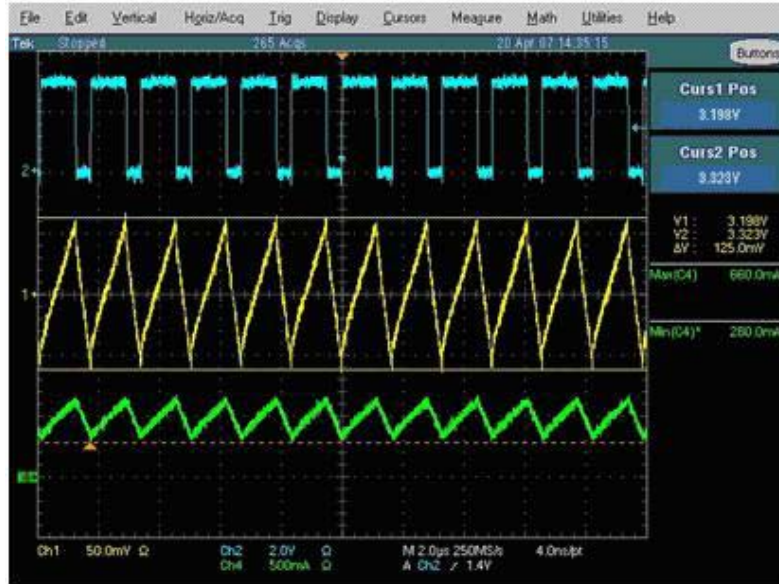 File Edit Vertical Horiz/Acq Trig Display Cursors Measure Math Utilities Help
Tek Stopped 265 Acqs 20 Apr 07 14:35:15
Buttons
Curs1 Pos
3.198V
Curs2 Pos
3.323V
V1: 3.198V
V2: 3.323V
ΔV: 125.0mV
Max(C4) 660.0m
Min(C4)* 280.0m
2
1
Ch1 50.0mV Ω Ch2 2.0V Ω M 2.0µs 250MS/s 4.0ns/pt
Ch4 500mA Ω A Ch2 ∕ 1.4V